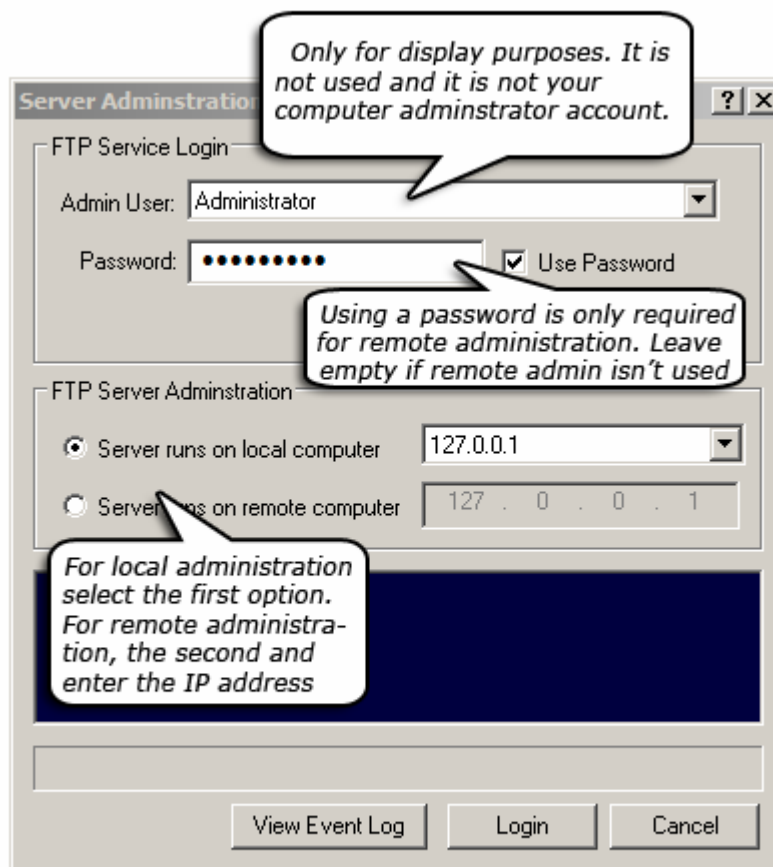 Only for display purposes. It is
not used and it is not your
computer adminstrator account.
Server Adminstration
FTP Service Login
Admin User: Administrator
Password: ●●●●●●●●● Use Password
Using a password is only required
for remote administration. Leave
empty if remote admin isn't used
FTP Server Adminstration
Server runs on local computer 127.0.0.1
Server runs on remote computer 127 . 0 . 0 . 1
For local administration
select the first option.
For remote administra-
tion, the second and
enter the IP address
View Event Log Login Cancel